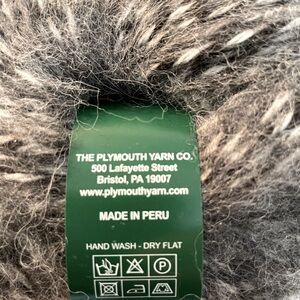 THE PLYMOUTH YARN CO.
500 Lafayette Street
Bristol, PA 19007
www.plymouthyarn.com
MADE IN PERU
HAND WASH - DRY FLAT
P